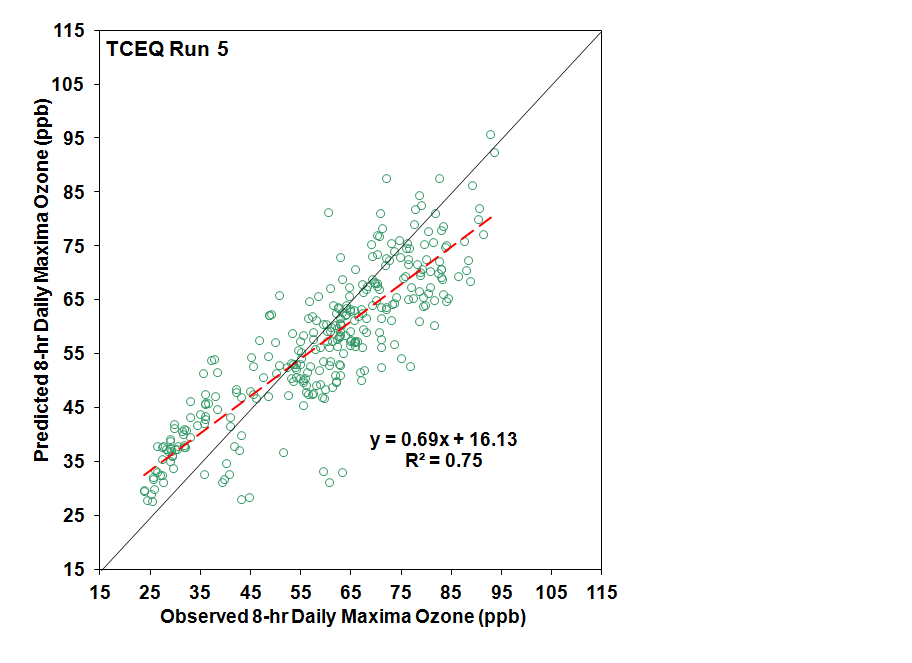 TCEQ Run 5
115
105
95
85
75
65
55
45
35
25
15
Predicted 8-hr Daily Maxima Ozone (ppb)
y = 0.69x + 16.13
R² = 0.75
15 25 35 45 55 65 75 85 95 105 115
Observed 8-hr Daily Maxima Ozone (ppb)